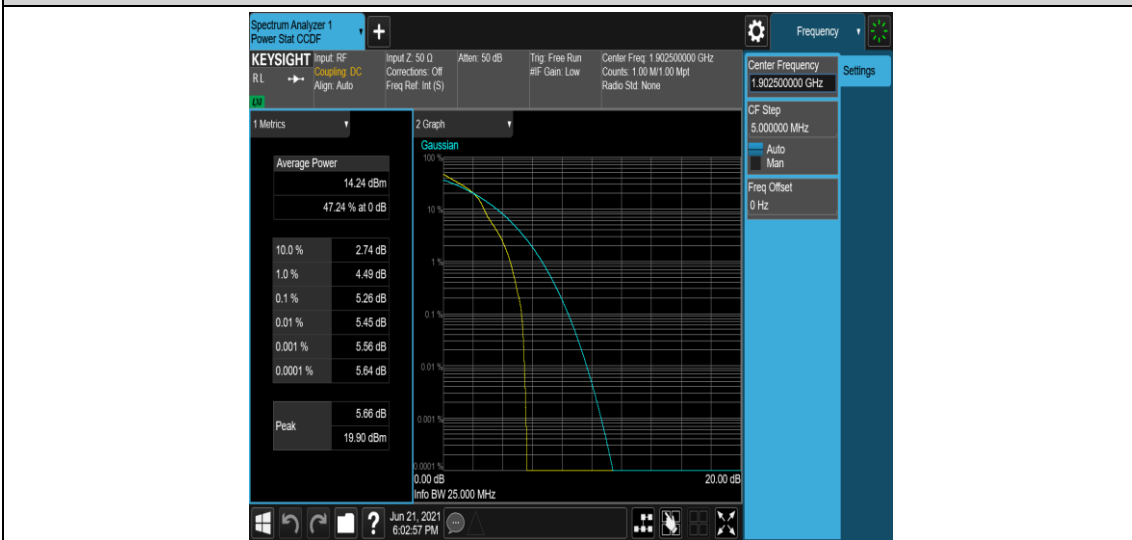 Spectrum Analyzer 1
Power Stat CCDF
+
Frequency
KEYSIGHT
RL
LXI
Input: RF
Coupling: DC
Align: Auto
Input Z: 50 Ω
Corrections: Off
Freq Ref: Int (S)
Atten: 50 dB
Trig: Free Run
#IF Gain: Low
Center Freq: 1.902500000 GHz
Counts: 1.00 M/1.00 Mpt
Radio Std: None
Center Frequency
1.902500000 GHz
Settings
CF Step
5.000000 MHz
Auto
Man
Freq Offset
0 Hz
1 Metrics
Average Power
14.24 dBm
47.24 % at 0 dB
10.0 % 2.74 dB
1.0 % 4.49 dB
0.1 % 5.26 dB
0.01 % 5.45 dB
0.001 % 5.56 dB
0.0001 % 5.64 dB
Peak
5.66 dB
19.90 dBm
2 Graph
Gaussian
100 %
10 %
1 %
0.1 %
0.01 %
0.001 %
0.0001 %
0.00 dB 20.00 dB
Info BW 25.000 MHz
?
Jun 21, 2021
6:02:57 PM